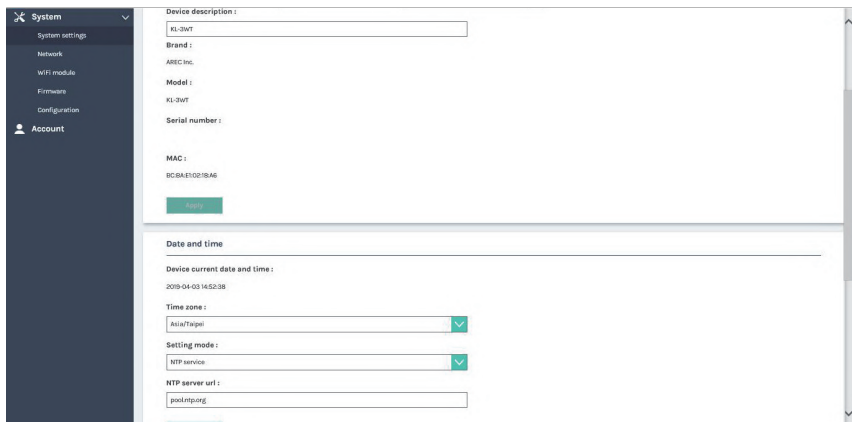 System
System settings
Network
WiFi module
Firmware
Configuration
Account
Device description :
KL-3WT
Brand :
AREC Inc.
Model :
KL-3WT
Serial number :
MAC :
BC:BA:E1:02:1B:A6
Apply
Date and time
Device current date and time :
2019-04-03 14:52:38
Time zone :
Asia/Taipei
Setting mode :
NTP service
NTP server url :
pool.ntp.org